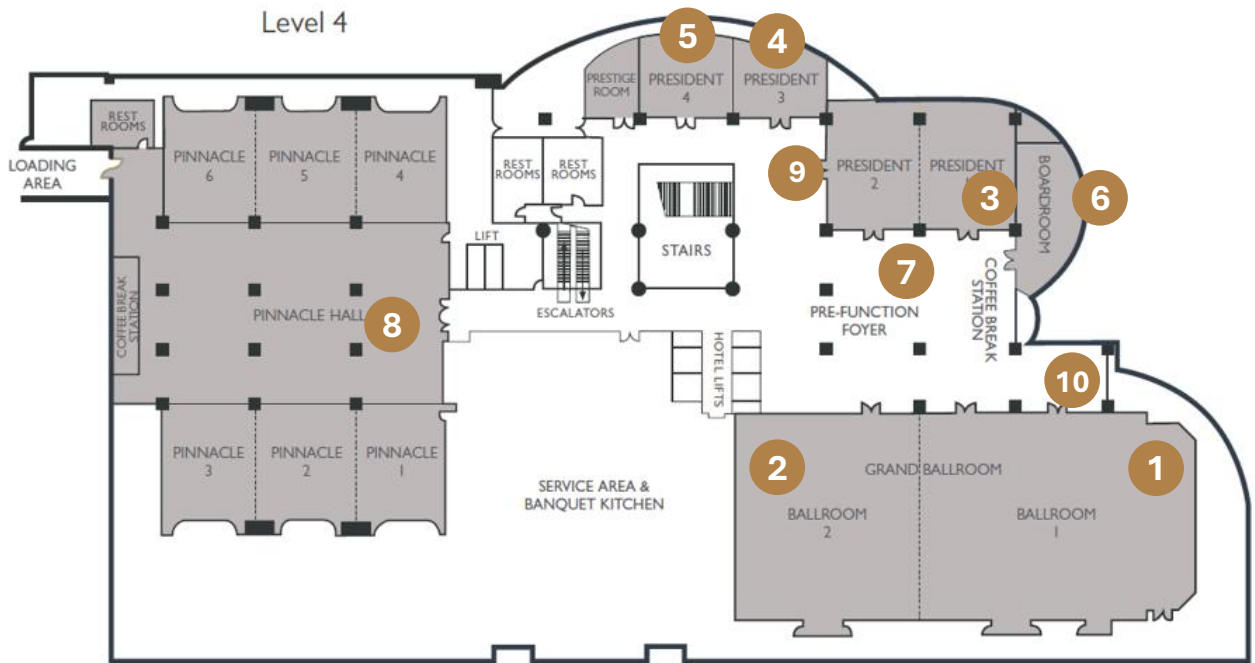 Level 4
5
4
PRESTIGE
ROOM
PRESIDENT
4
PRESIDENT
3
REST
ROOMS
LOADING
AREA
PINNACLE
6
PINNACLE
5
PINNACLE
4
REST
ROOMS
REST
ROOMS
9
PRESIDENT
2
PRESIDENT
3
BOARDROOM
6
LIFT
STAIRS
ESCALATORS
7
PRE-FUNCTION
FOYER
COFFEE BREAK
STATION
COFFEE BREAK
STATION
PINNACLE HALL
8
HOTEL LIFTS
10
PINNACLE
3
PINNACLE
2
PINNACLE
1
SERVICE AREA &
BANQUET KITCHEN
2
GRAND BALLROOM
1
BALLROOM
2
BALLROOM
1